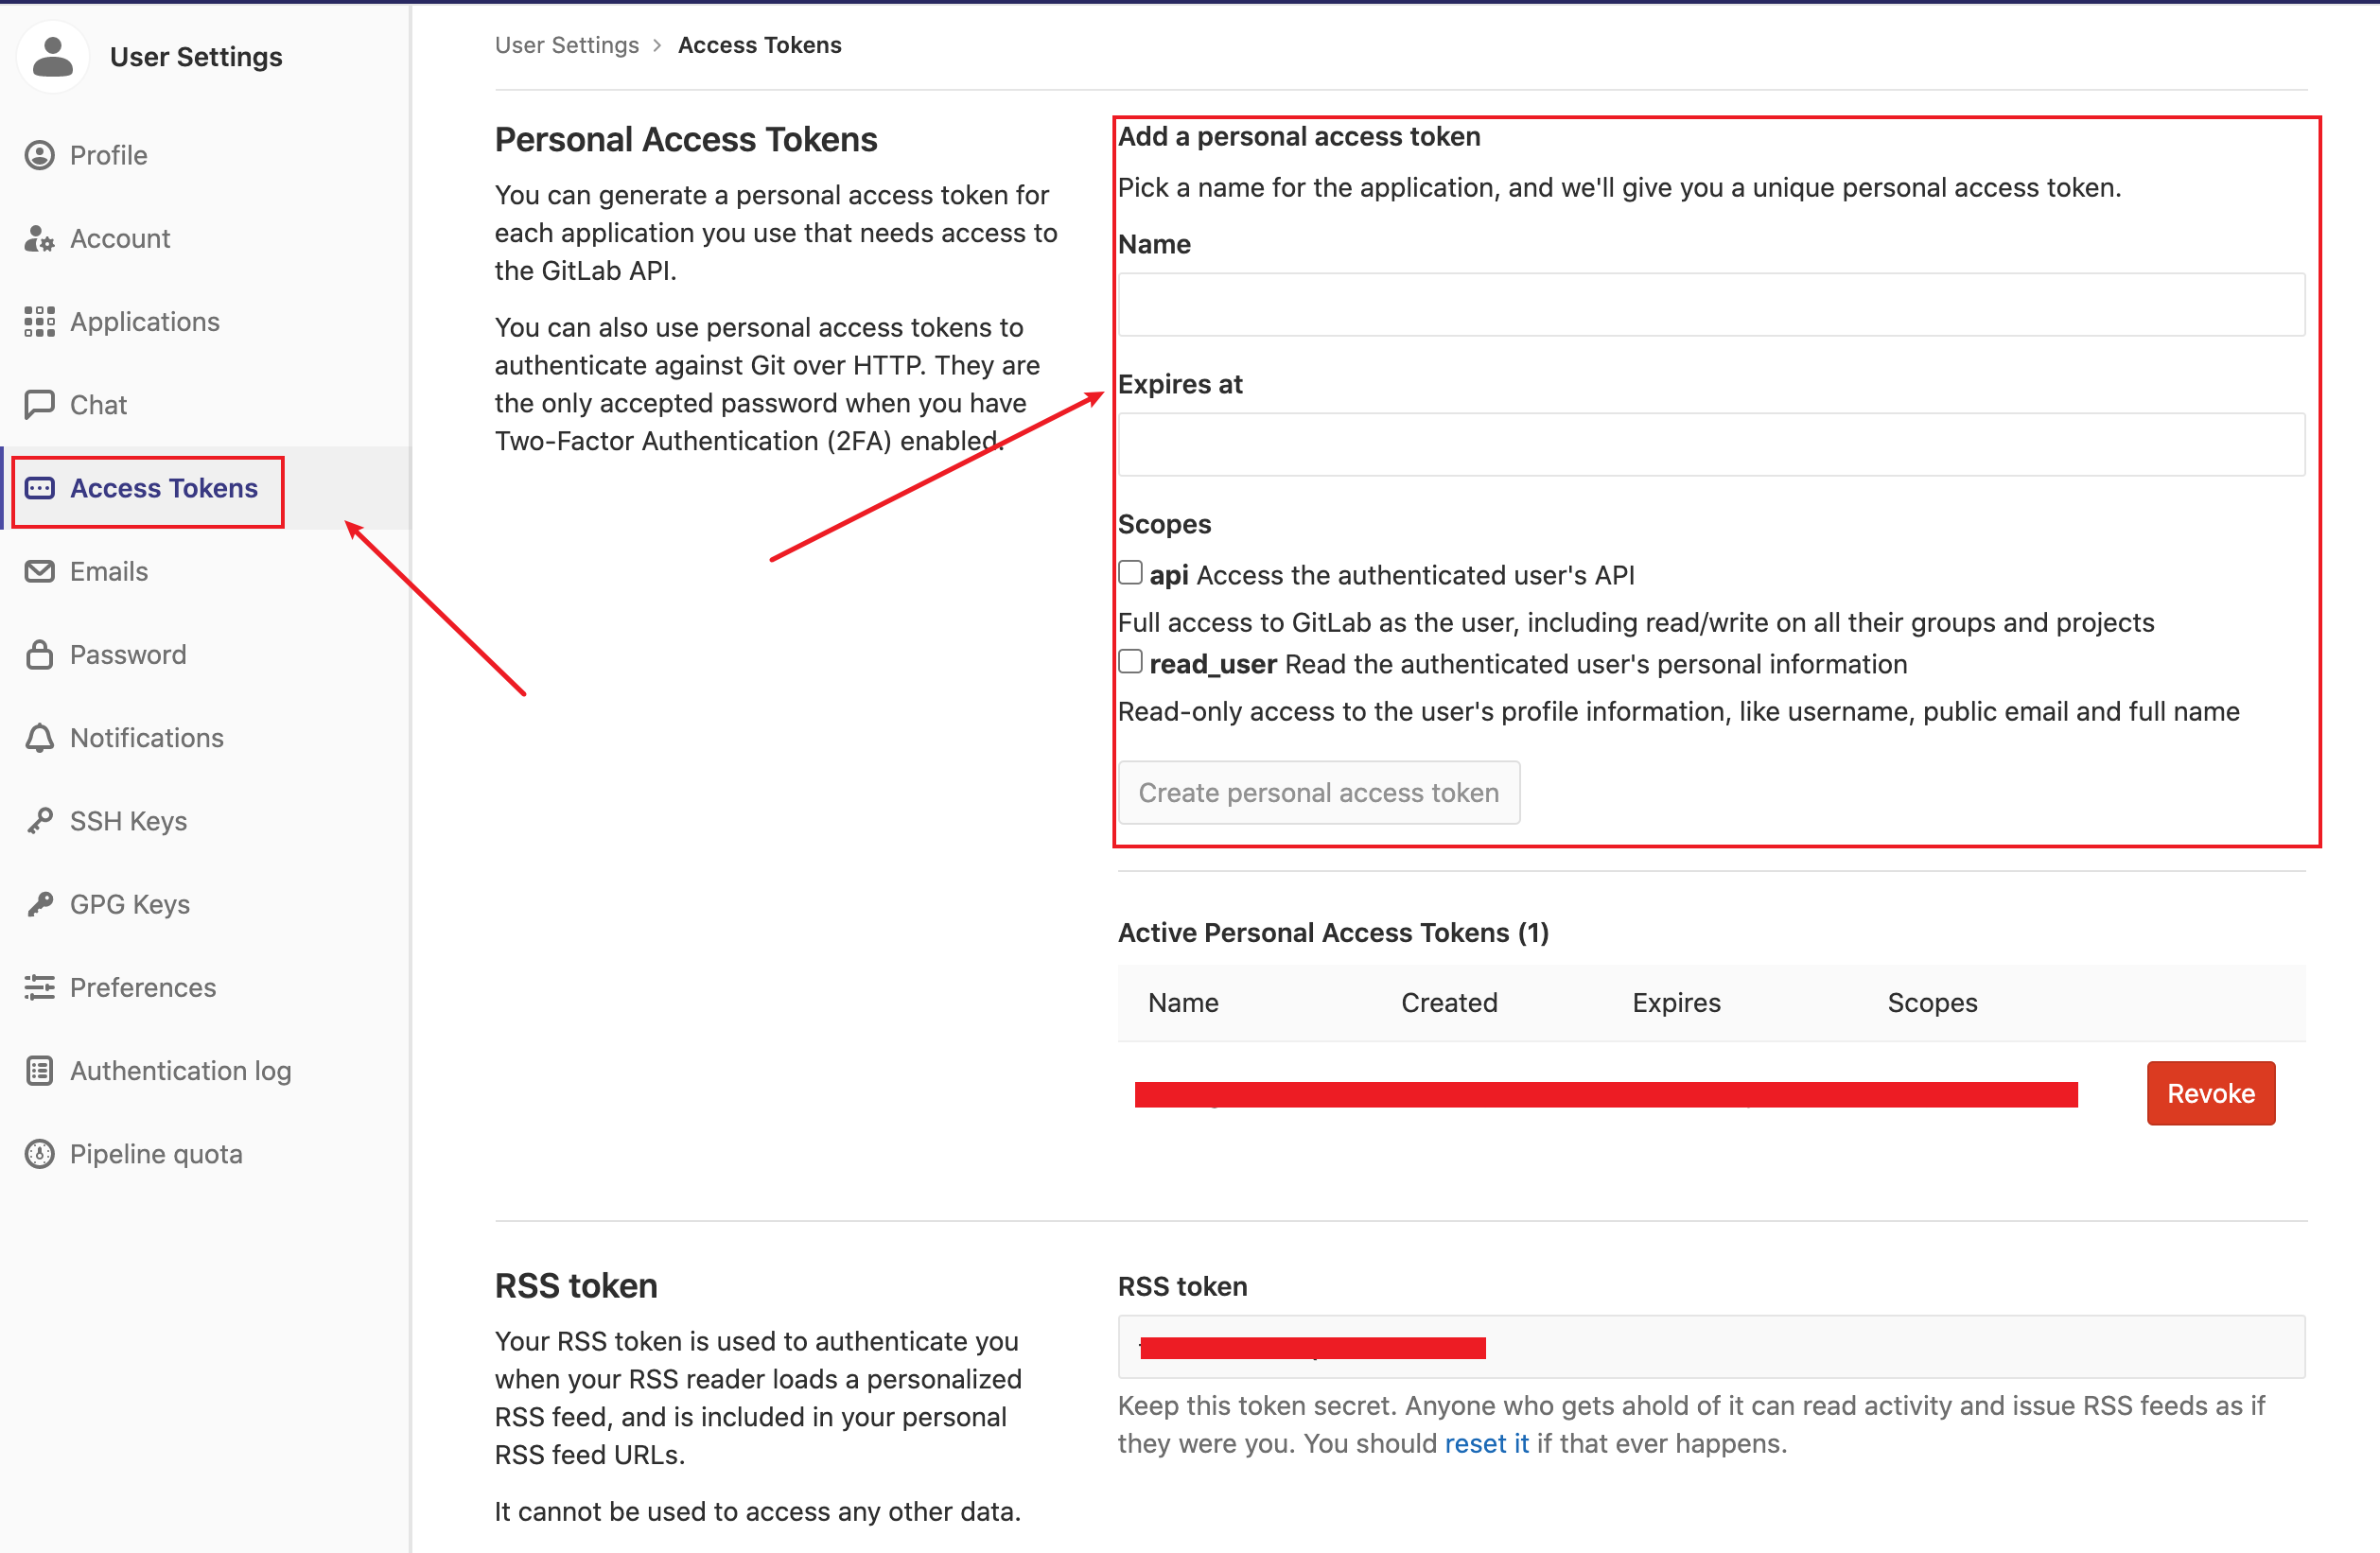 User Settings
Profile
Account
Applications
Chat
Access Tokens
Emails
Password
Notifications
SSH Keys
GPG Keys
Preferences
Authentication log
Pipeline quota
User Settings > Access Tokens
Personal Access Tokens
You can generate a personal access token for
each application you use that needs access to
the GitLab API.
You can also use personal access tokens to
authenticate against Git over HTTP. They are
the only accepted password when you have
Two-Factor Authentication (2FA) enabled.
Add a personal access token
Pick a name for the application, and we'll give you a unique personal access token.
Name
Expires at
Scopes
api Access the authenticated user's API
Full access to GitLab as the user, including read/write on all their groups and projects
read_user Read the authenticated user's personal information
Read-only access to the user's profile information, like username, public email and full name
Create personal access token
Active Personal Access Tokens (1)
Name Created Expires Scopes
Revoke
RSS token
Your RSS token is used to authenticate you
when your RSS reader loads a personalized
RSS feed, and is included in your personal
RSS feed URLs.
It cannot be used to access any other data.
RSS token
Keep this token secret. Anyone who gets ahold of it can read activity and issue RSS feeds as if
they were you. You should reset it if that ever happens.